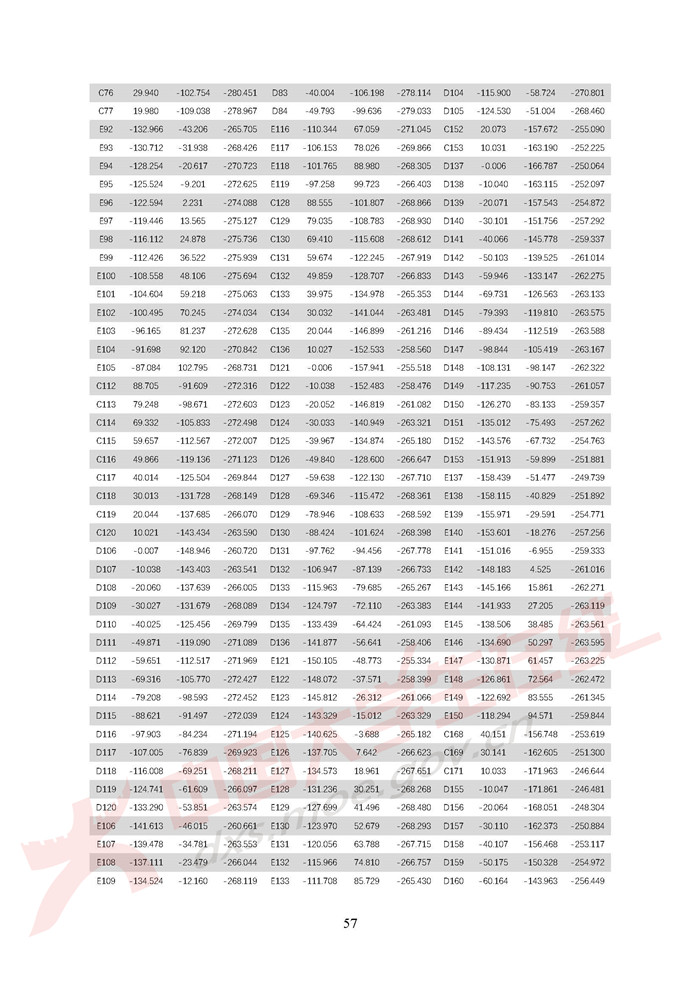 C76 29.940 -102.754 -280.451 D83 -40.004 -106.198 -278.114 D104 -115.900 -58.724 -270.801
C77 19.980 -109.038 -278.967 D84 -49.793 -99.636 -279.033 D105 -124.530 -51.004 -268.460
E92 -132.966 -43.206 -265.705 E116 -110.344 67.059 -271.045 C152 20.073 -157.672 -255.090
E93 -130.712 -31.938 -268.426 E117 -106.153 78.026 -269.866 C153 10.031 -163.190 -252.225
E94 -128.254 -20.617 -270.723 E118 -101.765 88.980 -268.305 D137 -0.006 -166.787 -250.064
E95 -125.524 -9.201 -272.625 E119 -97.258 99.723 -266.403 D138 -10.040 -163.115 -252.097
E96 -122.594 2.231 -274.088 C128 88.555 -101.807 -268.866 D139 -20.071 -157.543 -254.872
E97 -119.446 13.565 -275.127 C129 79.035 -108.783 -268.930 D140 -30.101 -151.756 -257.292
E98 -116.112 24.878 -275.736 C130 69.410 -115.608 -268.612 D141 -40.066 -145.778 -259.337
E99 -112.426 36.522 -275.939 C131 59.674 -122.245 -267.919 D142 -50.103 -139.525 -261.014
E100 -108.558 48.106 -275.694 C132 49.859 -128.707 -266.833 D143 -59.946 -133.147 -262.275
E101 -104.604 59.218 -275.063 C133 39.975 -134.978 -265.353 D144 -69.731 -126.563 -263.133
E102 -100.495 70.245 -274.034 C134 30.032 -141.044 -263.481 D145 -79.393 -119.810 -263.575
E103 -96.165 81.237 -272.628 C135 20.044 -146.899 -261.216 D146 -89.434 -112.519 -263.588
E104 -91.698 92.120 -270.842 C136 10.027 -152.533 -258.560 D147 -98.844 -105.419 -263.167
E105 -87.084 102.795 -268.731 D121 -0.006 -157.941 -255.518 D148 -108.131 -98.147 -262.322
C112 88.705 -91.609 -272.316 D122 -10.038 -152.483 -258.476 D149 -117.235 -90.753 -261.057
C113 79.248 -98.671 -272.603 D123 -20.052 -146.819 -261.082 D150 -126.270 -83.133 -259.357
C114 69.332 -105.833 -272.498 D124 -30.033 -140.949 -263.321 D151 -135.012 -75.493 -257.262
C115 59.657 -112.567 -272.007 D125 -39.967 -134.874 -265.180 D152 -143.576 -67.732 -254.763
C116 49.866 -119.136 -271.123 D126 -49.840 -128.600 -266.647 D153 -151.913 -59.899 -251.881
C117 40.014 -125.504 -269.844 D127 -59.638 -122.130 -267.710 E137 -158.439 -51.477 -249.739
C118 30.013 -131.728 -268.149 D128 -69.346 -115.472 -268.361 E138 -158.115 -40.829 -251.892
C119 20.044 -137.685 -266.070 D129 -78.946 -108.633 -268.592 E139 -155.971 -29.591 -254.771
C120 10.021 -143.434 -263.590 D130 -88.424 -101.624 -268.398 E140 -153.601 -18.276 -257.256
D106 -0.007 -148.946 -260.720 D131 -97.762 -94.456 -267.778 E141 -151.016 -6.955 -259.333
D107 -10.038 -143.403 -263.541 D132 -106.947 -87.139 -266.733 E142 -148.183 4.525 -261.016
D108 -20.060 -137.639 -266.005 D133 -115.963 -79.685 -265.267 E143 -145.166 15.861 -262.271
D109 -30.027 -131.679 -268.089 D134 -124.797 -72.110 -263.383 E144 -141.933 27.205 -263.119
D110 -40.025 -125.456 -269.799 D135 -133.439 -64.424 -261.093 E145 -138.506 38.485 -263.561
D111 -49.871 -119.090 -271.089 D136 -141.877 -56.641 -258.406 E146 -134.690 50.297 -263.595
D112 -59.651 -112.517 -271.969 E121 -150.105 -48.773 -255.334 E147 -130.871 61.457 -263.225
D113 -69.316 -105.770 -272.427 E122 -148.072 -37.571 -258.399 E148 -126.861 72.564 -262.472
D114 -79.208 -98.593 -272.452 E123 -145.812 -26.312 -261.066 E149 -122.692 83.555 -261.345
D115 -88.621 -91.497 -272.039 E124 -143.329 -15.012 -263.329 E150 -118.294 94.571 -259.844
D116 -97.903 -84.234 -271.194 E125 -140.625 -3.688 -265.182 C168 40.151 -156.748 -253.619
D117 -107.005 -76.839 -269.923 E126 -137.705 7.642 -266.623 C169 30.141 -162.605 -251.300
D118 -116.008 -69.251 -268.211 E127 -134.573 18.961 -267.651 C171 10.033 -171.963 -246.644
D119 -124.741 -61.609 -266.097 E128 -131.236 30.251 -268.268 D155 -10.047 -171.861 -246.481
D120 -133.290 -53.851 -263.574 E129 -127.699 41.496 -268.480 D156 -20.064 -168.051 -248.304
E106 -141.613 -46.015 -260.661 E130 -123.970 52.679 -268.293 D157 -30.110 -162.373 -250.884
E107 -139.478 -34.781 -263.553 E131 -120.056 63.788 -267.715 D158 -40.107 -156.468 -253.117
E108 -137.111 -23.479 -266.044 E132 -115.966 74.810 -266.757 D159 -50.175 -150.328 -254.972
E109 -134.524 -12.160 -268.119 E133 -111.708 85.729 -265.430 D160 -60.164 -143.963 -256.449
中国大学生在线
dxs.moe.gov.cn
57